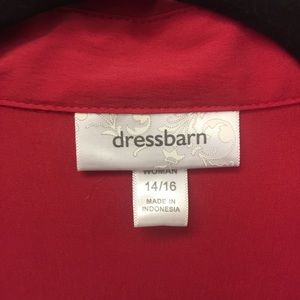 dressbarn
WOMAN
14/16
MADE IN
INDONESIA